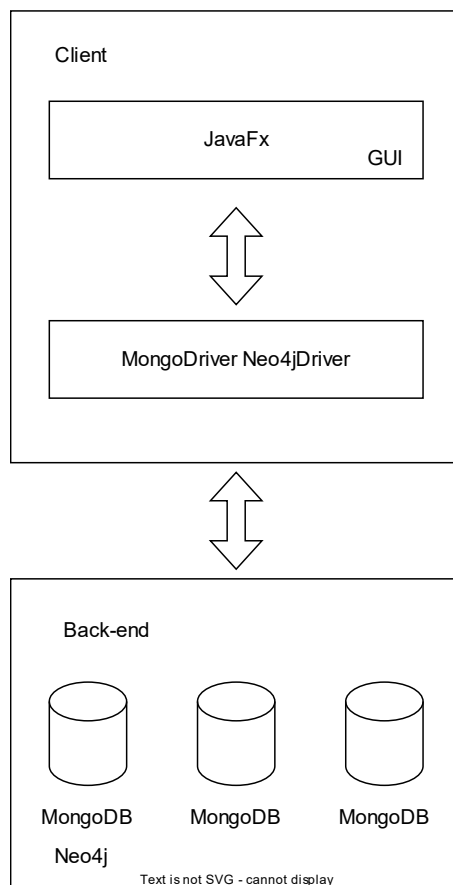 Client
JavaFx
GUI
MongoDriver Neo4jDriver
Back-end
MongoDB MongoDB MongoDB
Neo4j
Text is not SVG - cannot display